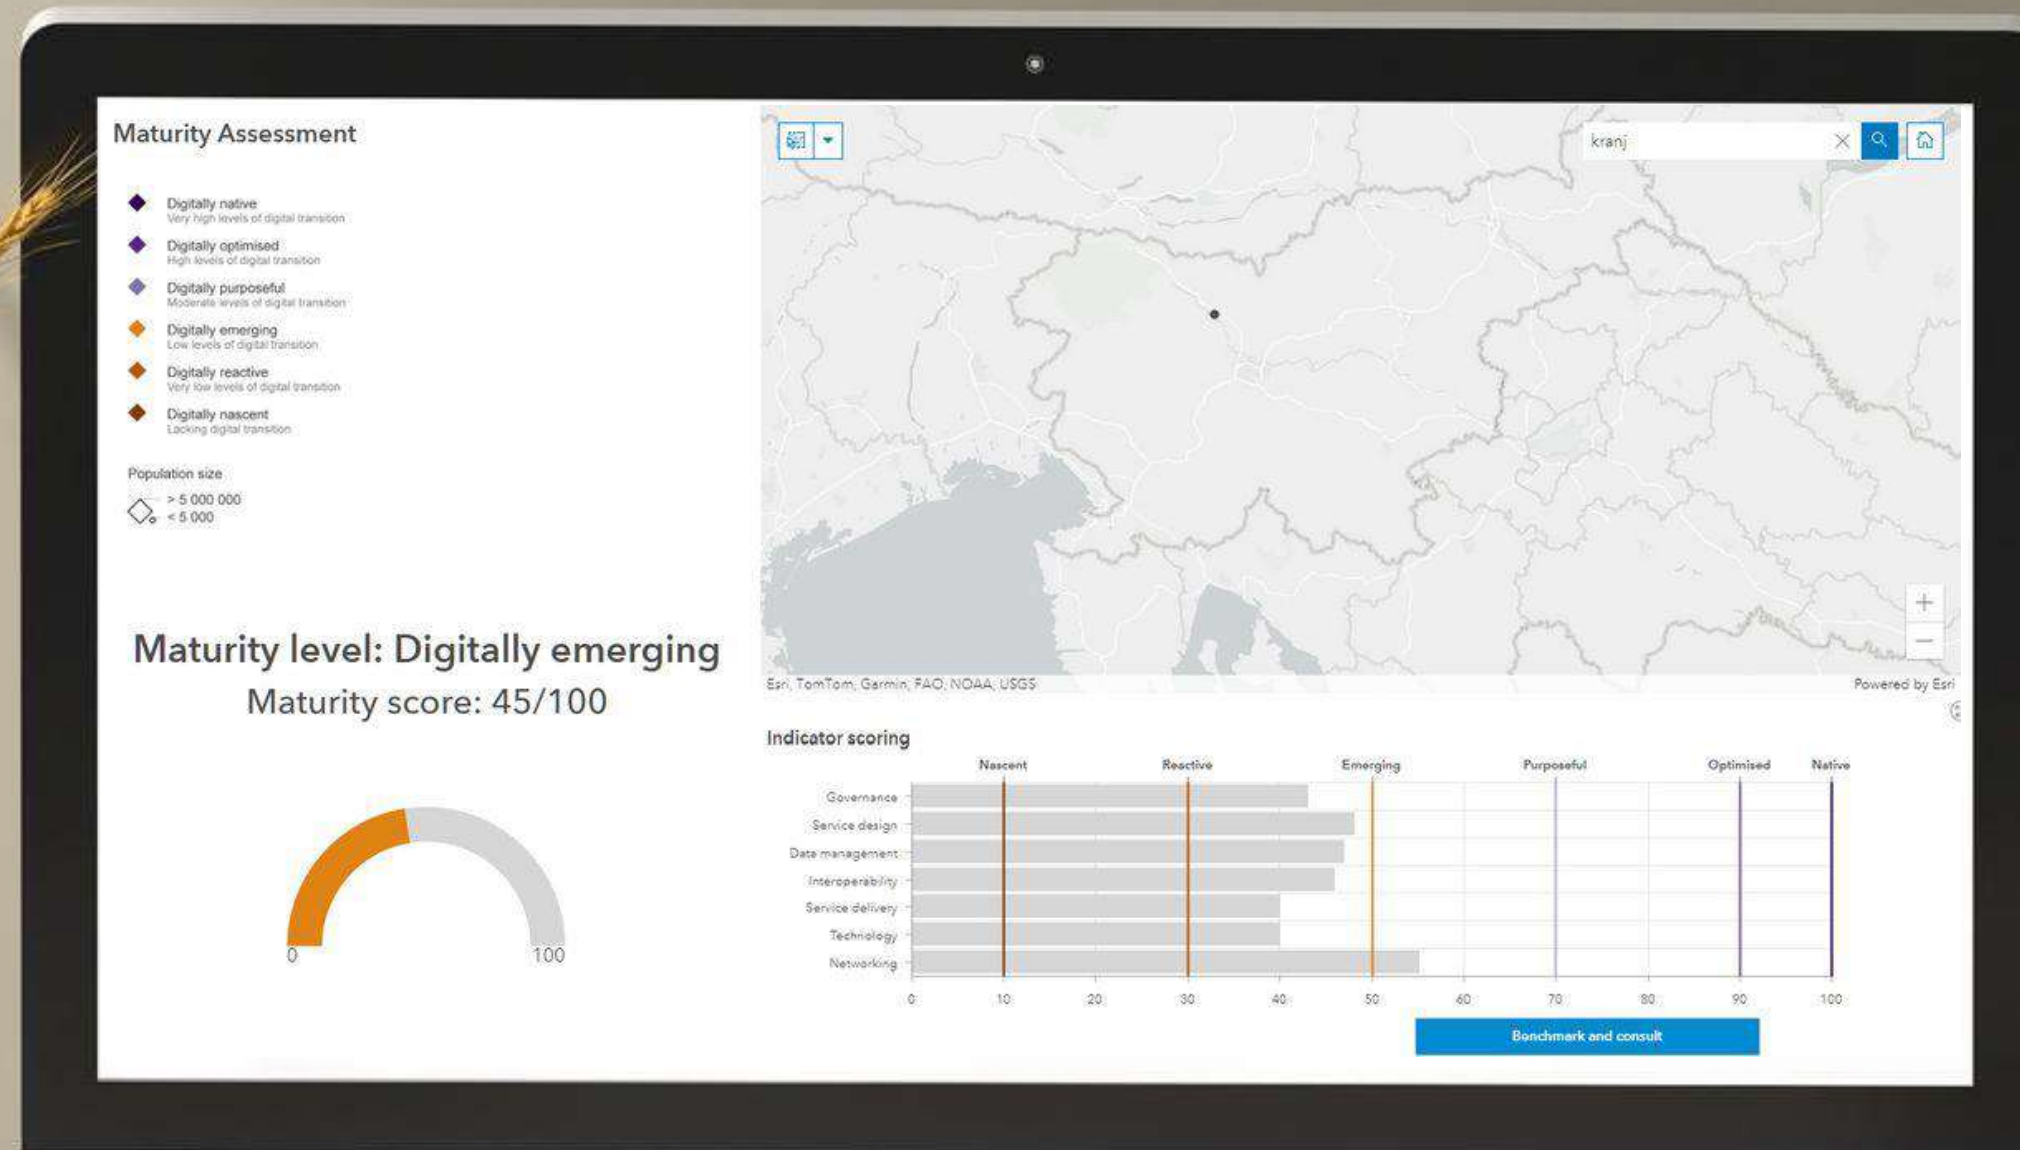 Maturity Assessment
Digitally native
Very high levels of digital transition
Digitally optimised
High levels of digital transition
Digitally purposeful
Moderate levels of digital transition
Digitally emerging
Low levels of digital transition
Digitally reactive
Very low levels of digital transition
Digitally nascent
Lacking digital transition
Population size
> 5 000 000
< 5 000
Maturity level: Digitally emerging
Maturity score: 45/100
0
100
kranj
Esri, TomTom, Garmin, FAO, NOAA, USGS
Powered by Esri
Indicator scoring
Nascent Reactive Emerging Purposeful Optimised Native
Governance
Service design
Data management
Interoperability
Service delivery
Technology
Networking
0 10 20 30 40 50 60 70 80 90 100
Benchmark and consult